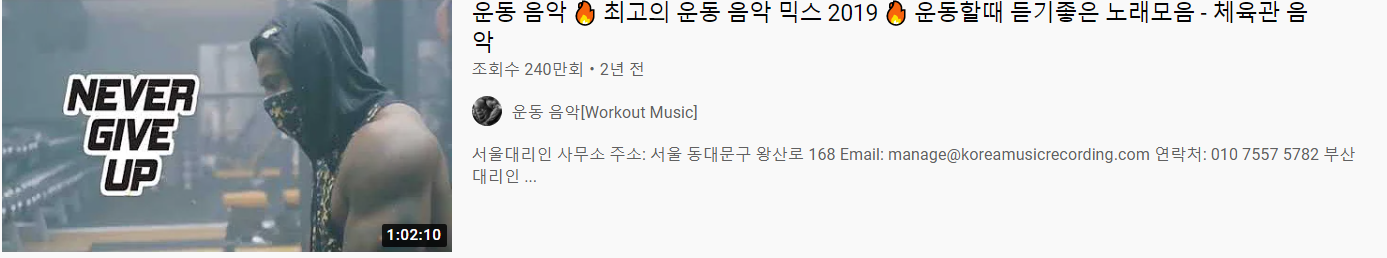 운동 음악 🔥 최고의 운동 음악 믹스 2019 🔥 운동할때 듣기좋은 노래모음 - 체육관 음
악
조회수 240만회 • 2년 전
운동 음악[Workout Music]
서울대리인 사무소 주소: 서울 동대문구 왕산로 168 Email: manage@koreamusicrecording.com 연락처: 010 7557 5782 부산
대리인 ...
NEVER
GIVE
UP
1:02:10